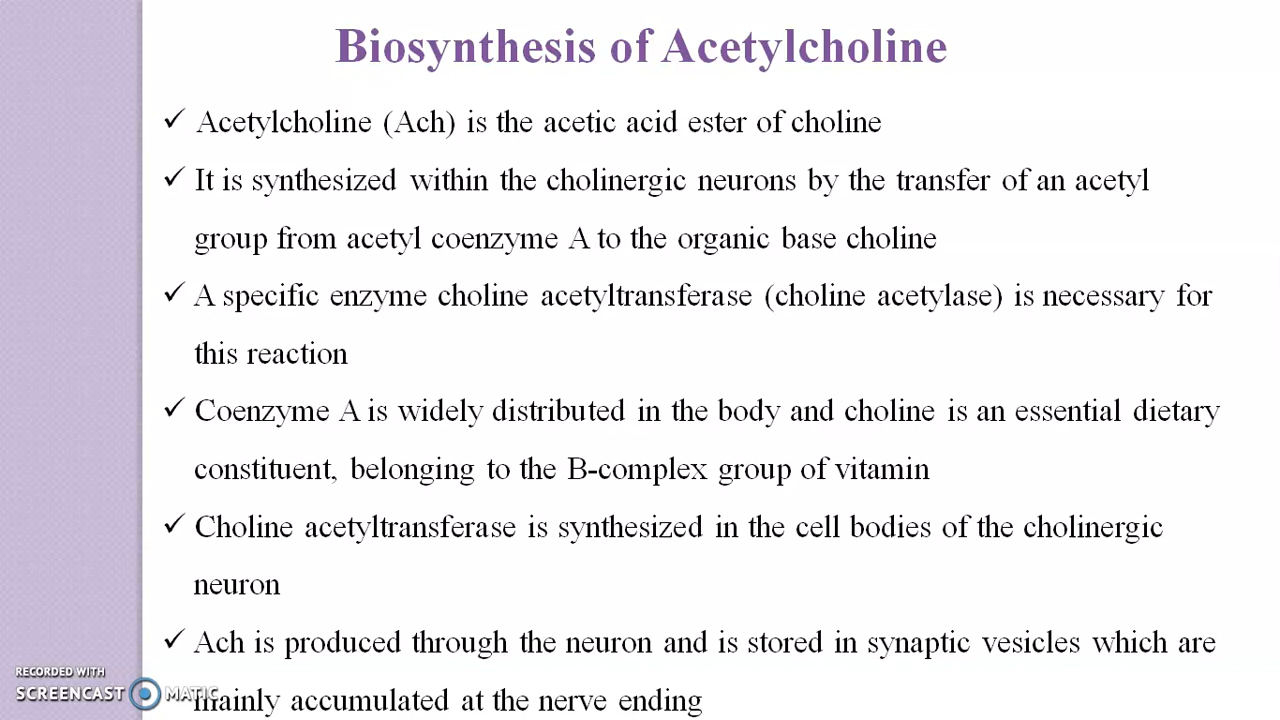 Biosynthesis of Acetylcholine
✓ Acetylcholine (Ach) is the acetic acid ester of choline
✓ It is synthesized within the cholinergic neurons by the transfer of an acetyl
group from acetyl coenzyme A to the organic base choline
✓ A specific enzyme choline acetyltransferase (choline acetylase) is necessary for
this reaction
✓ Coenzyme A is widely distributed in the body and choline is an essential dietary
constituent, belonging to the B-complex group of vitamin
✓ Choline acetyltransferase is synthesized in the cell bodies of the cholinergic
neuron
✓ Ach is produced through the neuron and is stored in synaptic vesicles which are
mainly accumulated at the nerve ending
RECORDED WITH
SCREENCAST MATIC